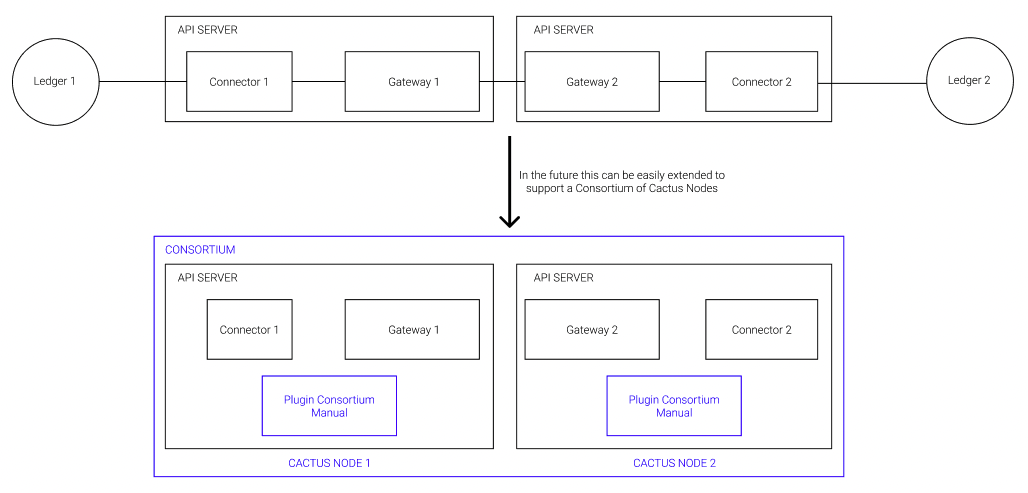 API SERVER
API SERVER
Ledger 1
Connector 1
Gateway 1
Gateway 2
Connector 2
Ledger 2
In the future this can be easily extended to
support a Consortium of Cactus Nodes
CONSORTIUM
API SERVER
API SERVER
Connector 1
Gateway 1
Gateway 2
Connector 2
Plugin Consortium
Manual
Plugin Consortium
Manual
CACTUS NODE 1
CACTUS NODE 2